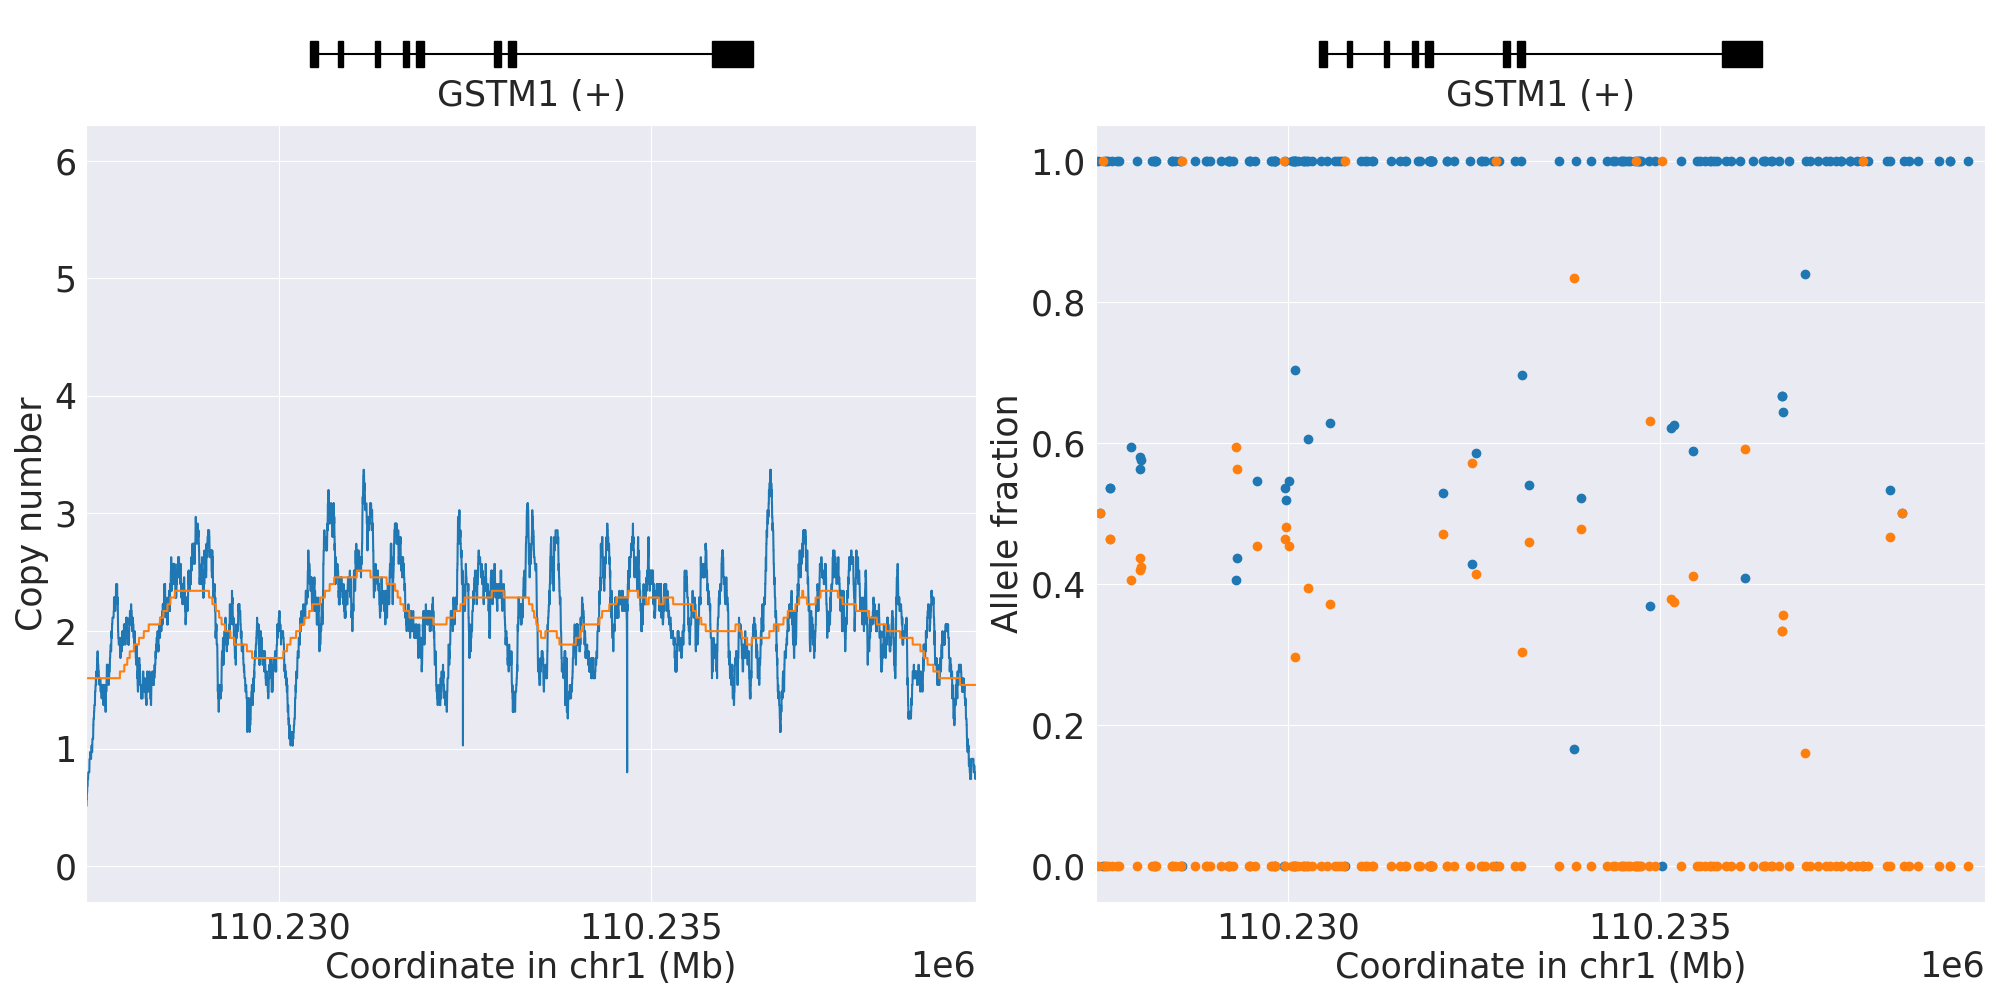 GSTM1 (+)
6
5
4
3
2
1
0
Copy number
110.230
110.235
Coordinate in chr1 (Mb)
1e6
GSTM1 (+)
1.0
0.8
0.6
0.4
0.2
0.0
Allele fraction
110.230
110.235
Coordinate in chr1 (Mb)
1e6